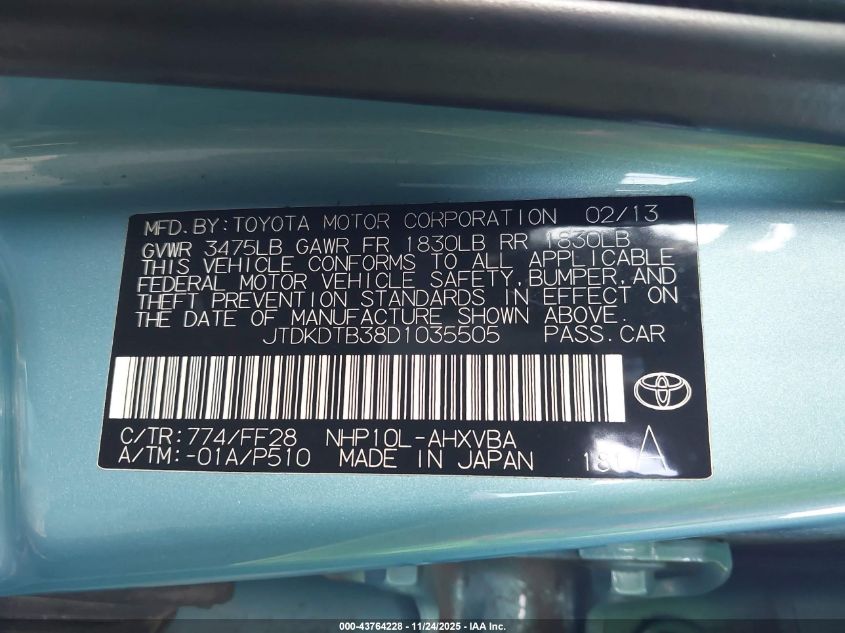 MFD. BY: TOYOTA MOTOR CORPORATION 02/13
GVWR 3475LB GAWR FR 1830LB RR 1830LB
THIS VEHICLE CONFORMS TO ALL APPLICABLE
FEDERAL MOTOR VEHICLE SAFETY, BUMPER, AND
THEFT PREVENTION STANDARDS IN EFFECT ON
THE DATE OF MANUFACTURE SHOWN ABOVE.
JTDKDTB38D1035505 PASS. CAR
C/TR: 774/FF28 NHP10L-AHXVBA
A/TM: -01A/P510 MADE IN JAPAN A
000-43764228 - 11/24/2025 - IAA Inc.